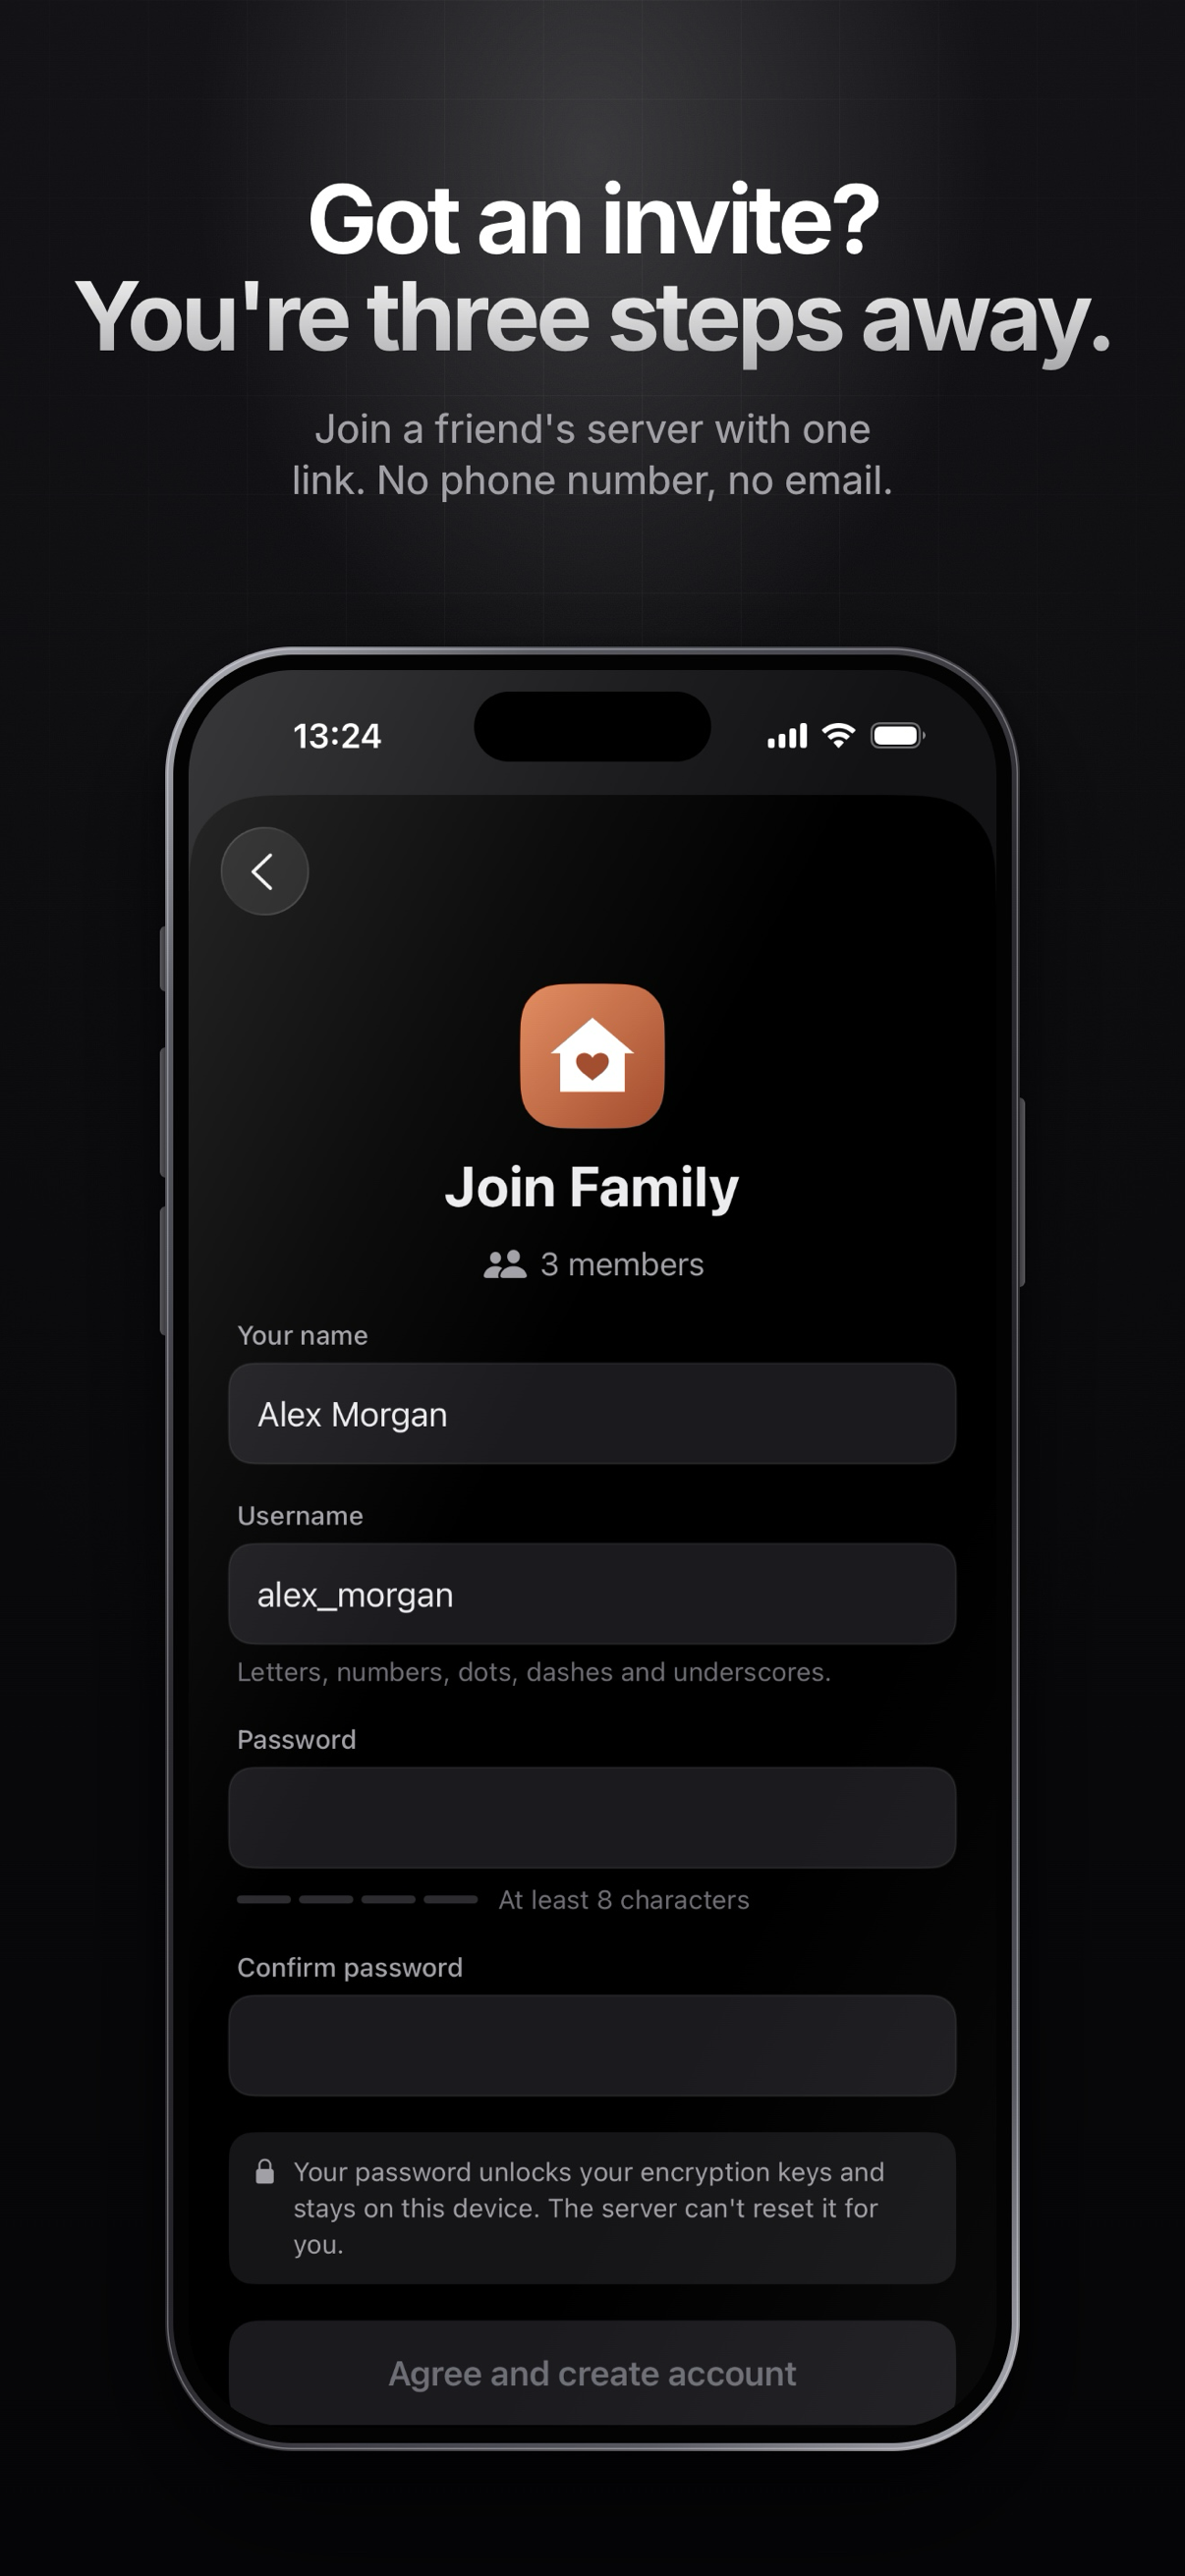 Got an invite?
You're three steps away.
Join a friend's server with one
link. No phone number, no email.
13:24
Join Family
3 members
Your name
Alex Morgan
Username
alex_morgan
Letters, numbers, dots, dashes and underscores.
Password
At least 8 characters
Confirm password
Your password unlocks your encryption keys and
stays on this device. The server can't reset it for
you.
Agree and create account